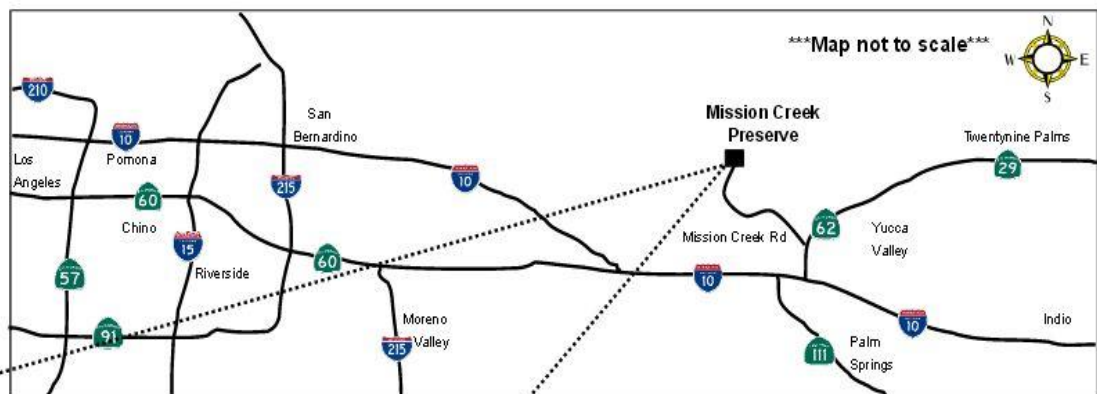 N
***Map not to scale***
W E
S
210
Mission Creek
Preserve
San
Bernardino
10
Twentynine Palms
Los
Angeles
Pomona
29
10
215
60
Chino
62
Yucca
Valley
Mission Creek Rd
15
60
57
Riverside
10
91
Moreno
Valley
215
10
Indio
111
Palm
Springs